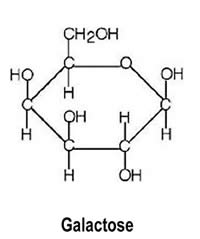 CH2OH
C O
HO OH
H
C C
OH H
H H
C C
H OH
Galactose